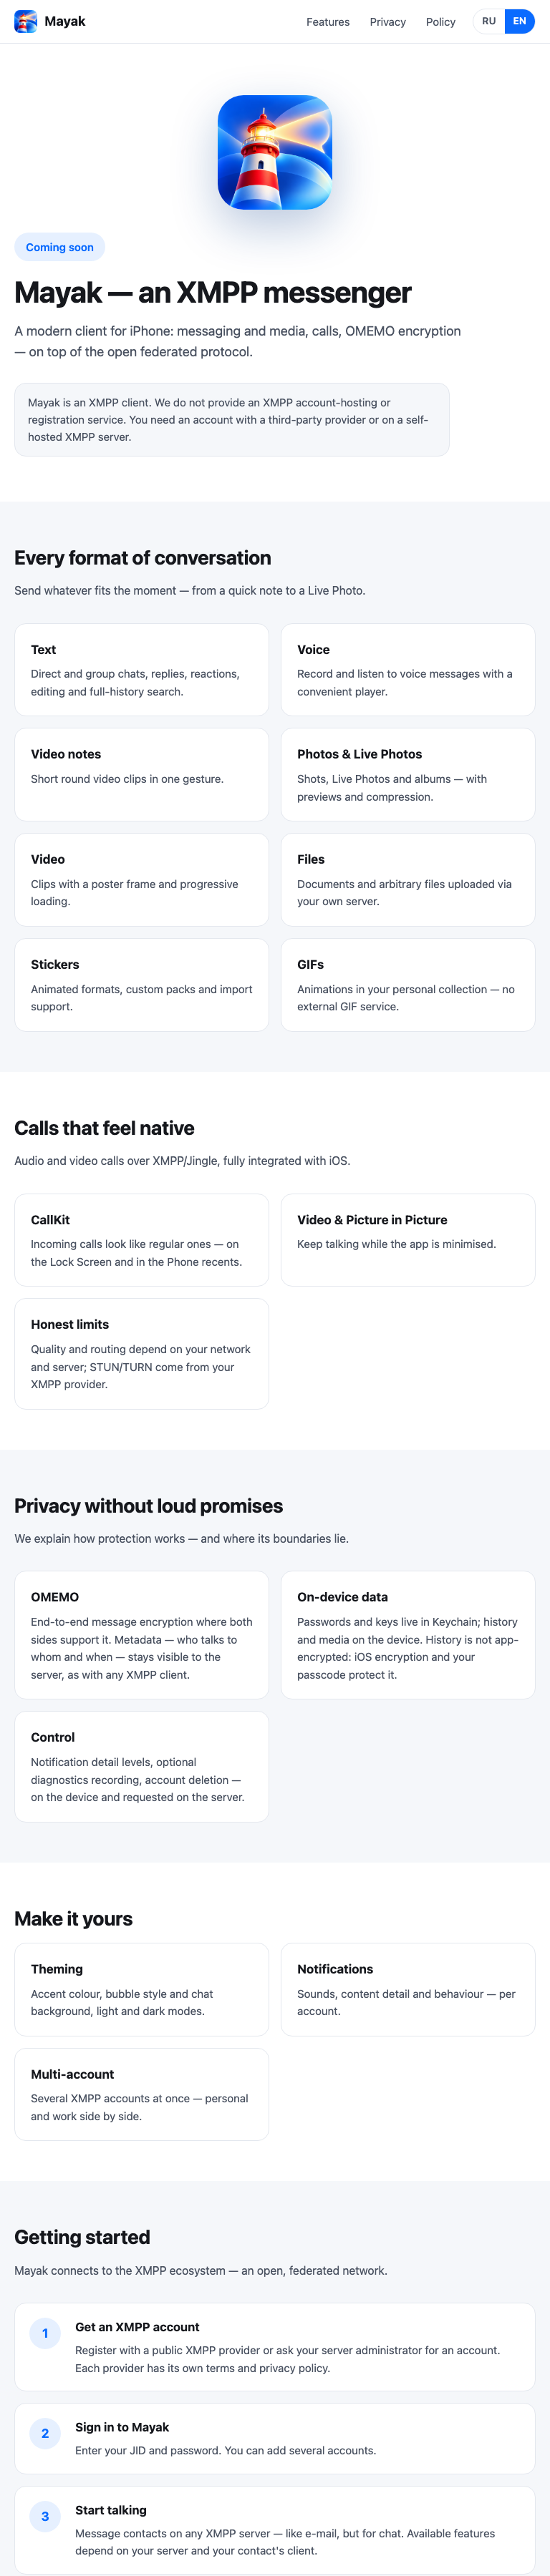 Mayak
Features Privacy Policy RU EN
Coming soon
Mayak — an XMPP messenger
A modern client for iPhone: messaging and media, calls, OMEMO encryption
— on top of the open federated protocol.
Mayak is an XMPP client. We do not provide an XMPP account-hosting or
registration service. You need an account with a third-party provider or on a self-
hosted XMPP server.
Every format of conversation
Send whatever fits the moment — from a quick note to a Live Photo.
Text
Direct and group chats, replies, reactions,
editing and full-history search.
Voice
Record and listen to voice messages with a
convenient player.
Video notes
Short round video clips in one gesture.
Photos & Live Photos
Shots, Live Photos and albums — with
previews and compression.
Video
Clips with a poster frame and progressive
loading.
Files
Documents and arbitrary files uploaded via
your own server.
Stickers
Animated formats, custom packs and import
support.
GIFs
Animations in your personal collection — no
external GIF service.
Calls that feel native
Audio and video calls over XMPP/Jingle, fully integrated with iOS.
CallKit
Incoming calls look like regular ones — on
the Lock Screen and in the Phone recents.
Video & Picture in Picture
Keep talking while the app is minimised.
Honest limits
Quality and routing depend on your network
and server; STUN/TURN come from your
XMPP provider.
Privacy without loud promises
We explain how protection works — and where its boundaries lie.
OMEMO
End-to-end message encryption where both
sides support it. Metadata — who talks to
whom and when — stays visible to the
server, as with any XMPP client.
On-device data
Passwords and keys live in Keychain; history
and media on the device. History is not app-
encrypted: iOS encryption and your
passcode protect it.
Control
Notification detail levels, optional
diagnostics recording, account deletion —
on the device and requested on the server.
Make it yours
Theming
Accent colour, bubble style and chat
background, light and dark modes.
Notifications
Sounds, content detail and behaviour — per
account.
Multi-account
Several XMPP accounts at once — personal
and work side by side.
Getting started
Mayak connects to the XMPP ecosystem — an open, federated network.
1
Get an XMPP account
Register with a public XMPP provider or ask your server administrator for an account.
Each provider has its own terms and privacy policy.
2
Sign in to Mayak
Enter your JID and password. You can add several accounts.
3
Start talking
Message contacts on any XMPP server — like e-mail, but for chat. Available features
depend on your server and your contact's client.